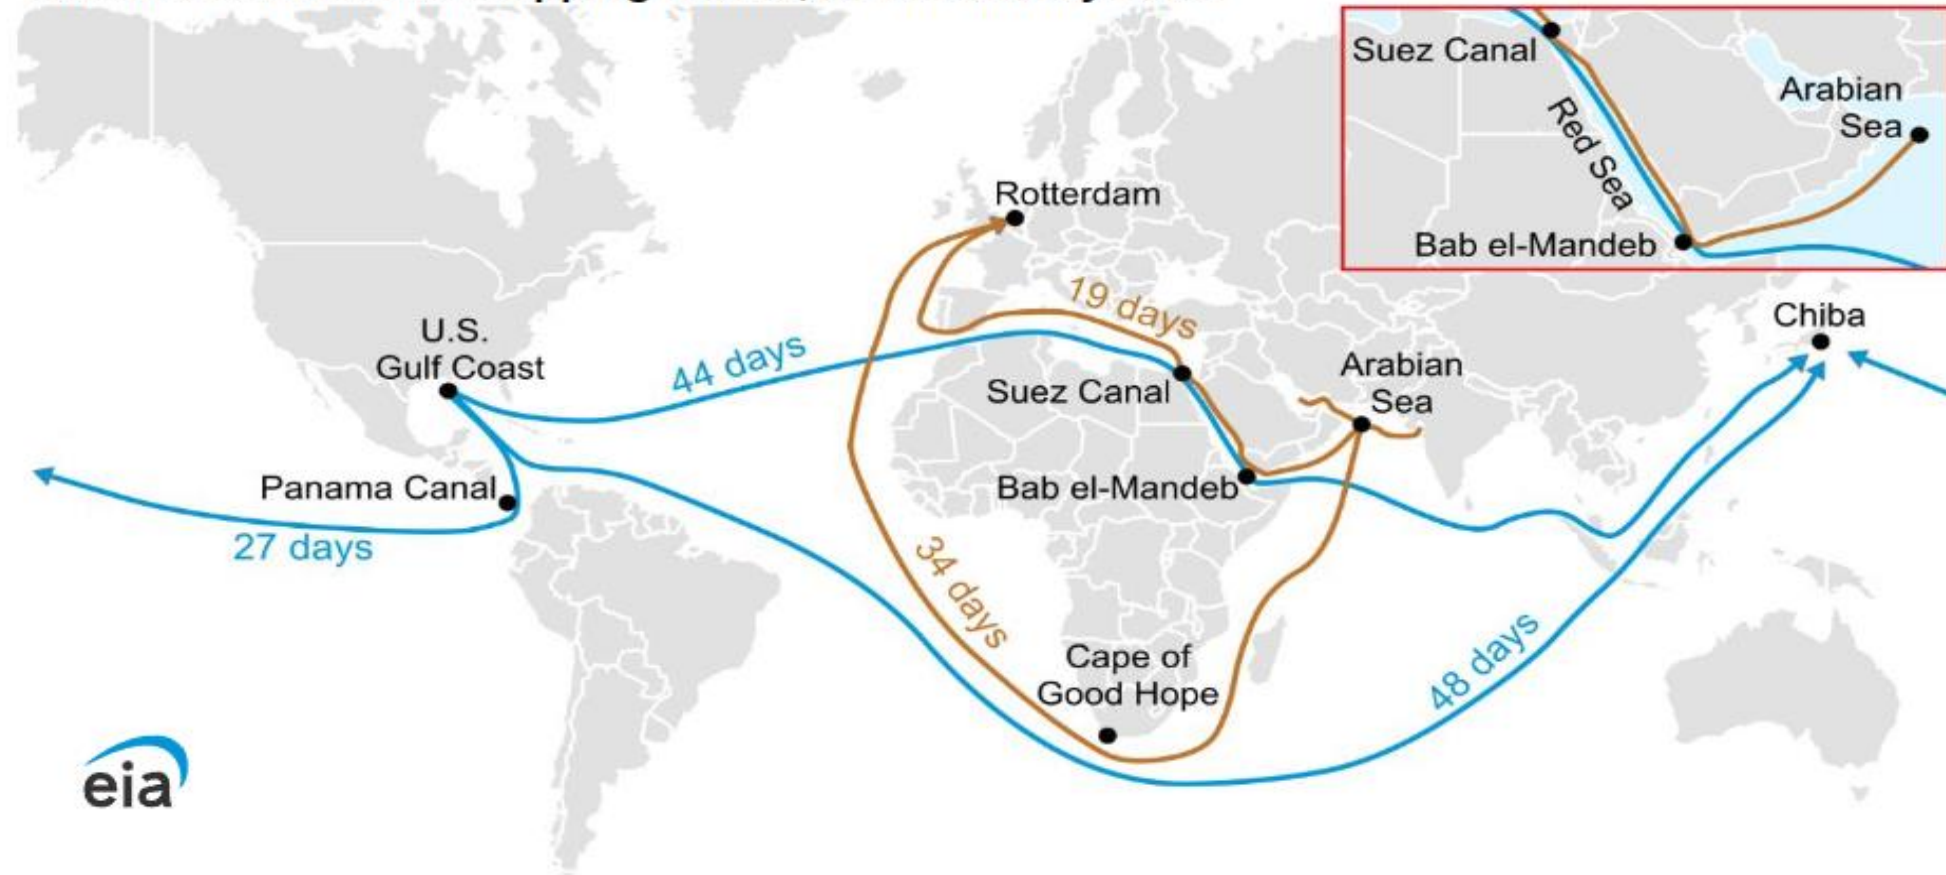 Suez Canal
Arabian
Sea
Red Sea
Bab el-Mandeb
Rotterdam
19 days
Chiba
U.S.
Gulf Coast
44 days
Arabian
Sea
Suez Canal
Panama Canal
Bab el-Mandeb
27 days
34 days
Cape of
Good Hope
48 days
eia